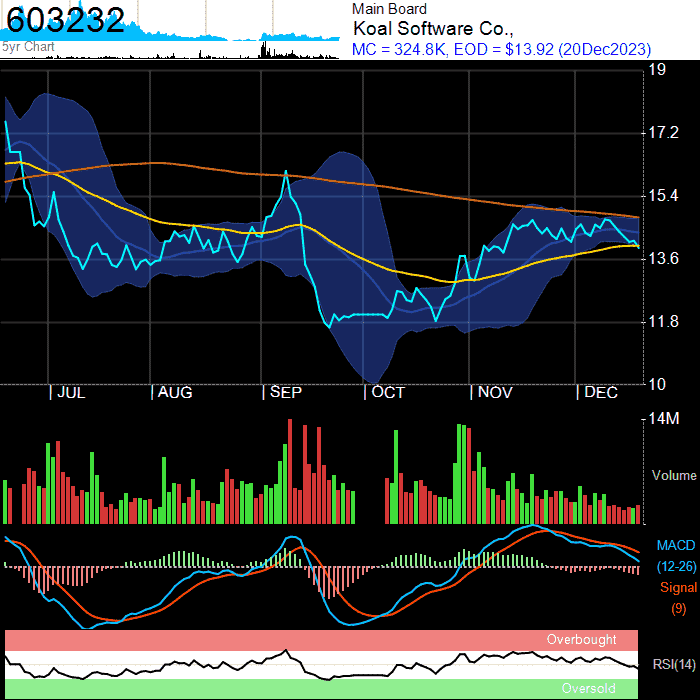 603232
5yr Chart
Main Board
Koal Software Co.,
MC = 324.8K, EOD = $13.92 (20Dec2023)
19
17.2
15.4
13.6
11.8
10
| JUL | AUG | SEP | OCT | NOV | DEC
14M
Volume
MACD
(12-26)
Signal
(9)
Overbought
RSI(14)
Oversold